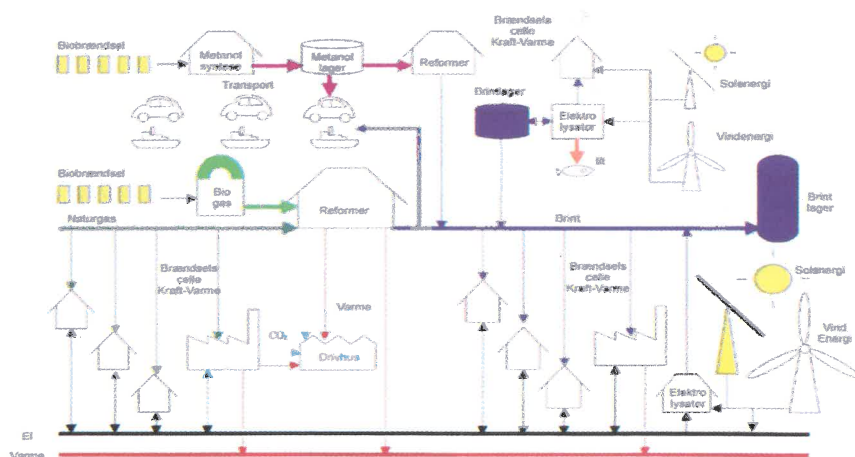 Biobrændsel
Metanol
syntese
Metanol
lager
Reformer
Brændsels
celle
Kraft-Varme
Solenergi
Transport
Brintlager
Elektro
lysator
Vindenergi
Ilt
Biobrændsel
Bio
gas
Reformer
Naturgas
Brint
Brint
lager
Brændsels
celle
Kraft-Varme
Varme
CO₂
Drivhus
Brændsels
celle
Kraft-Varme
Solenergi
Vind
Energi
Elektro
lysator
El
Varme